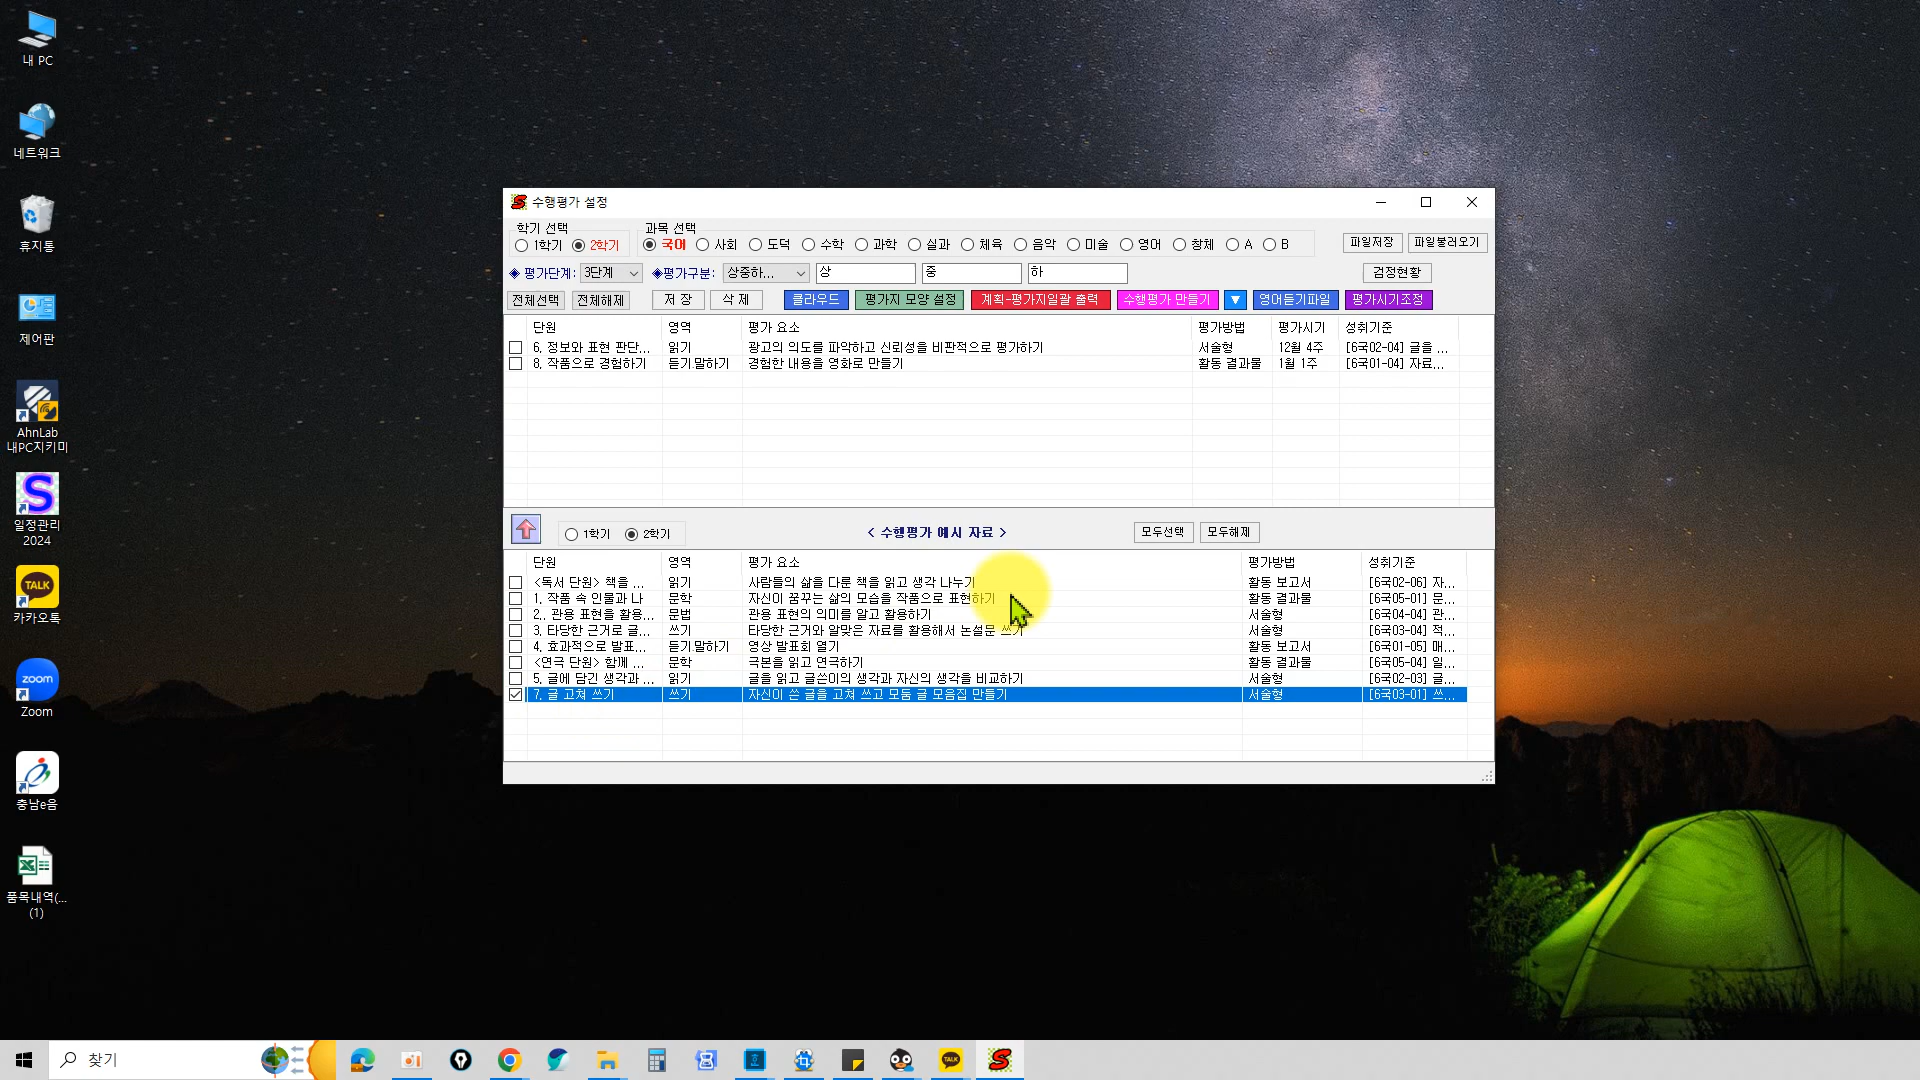 내 PC
네트워크
휴지통
제어판
AhnLab
내PC지키미
일정관리
2024
TALK
카카오톡
zoom
Zoom
충남e음
품목내역(...
(1)
수행평가 설정
학기 선택
1학기 2학기
과목 선택
국어 사회 도덕 수학 과학 실과 체육 음악 미술 영어 창체 A B
파일저장 파일불러오기
◈ 평가단계: 3단계 ◈평가구분: 상중하... 상 중 하 검정현황
전체선택 전체해제 저 장 삭 제 클라우드 평가지 모양 설정 계획-평가지일괄 출력 수행평가 만들기 ▼ 영어듣기파일 평가시기조정
단원 영역 평가 요소 평가방법 평가시기 성취기준
6. 정보와 표현 판단... 읽기 광고의 의도를 파악하고 신뢰성을 비판적으로 평가하기 서술형 12월 4주 [6국02-04] 글을 ...
8. 작품으로 경험하기 듣기.말하기 경험한 내용을 영화로 만들기 활동 결과물 1월 1주 [6국01-04] 자료...
1학기 2학기 < 수행평가 예시 자료 > 모두선택 모두해제
단원 영역 평가 요소 평가방법 성취기준
<독서 단원> 책을 ... 읽기 사람들의 삶을 다룬 책을 읽고 생각 나누기 활동 보고서 [6국02-06] 자...
1. 작품 속 인물과 나 문학 자신이 꿈꾸는 삶의 모습을 작품으로 표현하기 활동 결과물 [6국05-01] 문...
2.. 관용 표현을 활용... 문법 관용 표현의 의미를 알고 활용하기 서술형 [6국04-04] 관...
3. 타당한 근거로 글... 쓰기 타당한 근거와 알맞은 자료를 활용해서 논설문 쓰기 서술형 [6국03-04] 적...
4. 효과적으로 발표... 듣기.말하기 영상 발표회 열기 활동 보고서 [6국01-05] 매...
<연극 단원> 함께 ... 문학 극본을 읽고 연극하기 활동 결과물 [6국05-04] 일...
5. 글에 담긴 생각과 ... 읽기 글을 읽고 글쓴이의 생각과 자신의 생각을 비교하기 서술형 [6국02-03] 글...
7. 글 고쳐 쓰기 쓰기 자신이 쓴 글을 고쳐 쓰고 모둠 글 모음집 만들기 서술형 [6국03-01] 쓰...
찾기
TALK